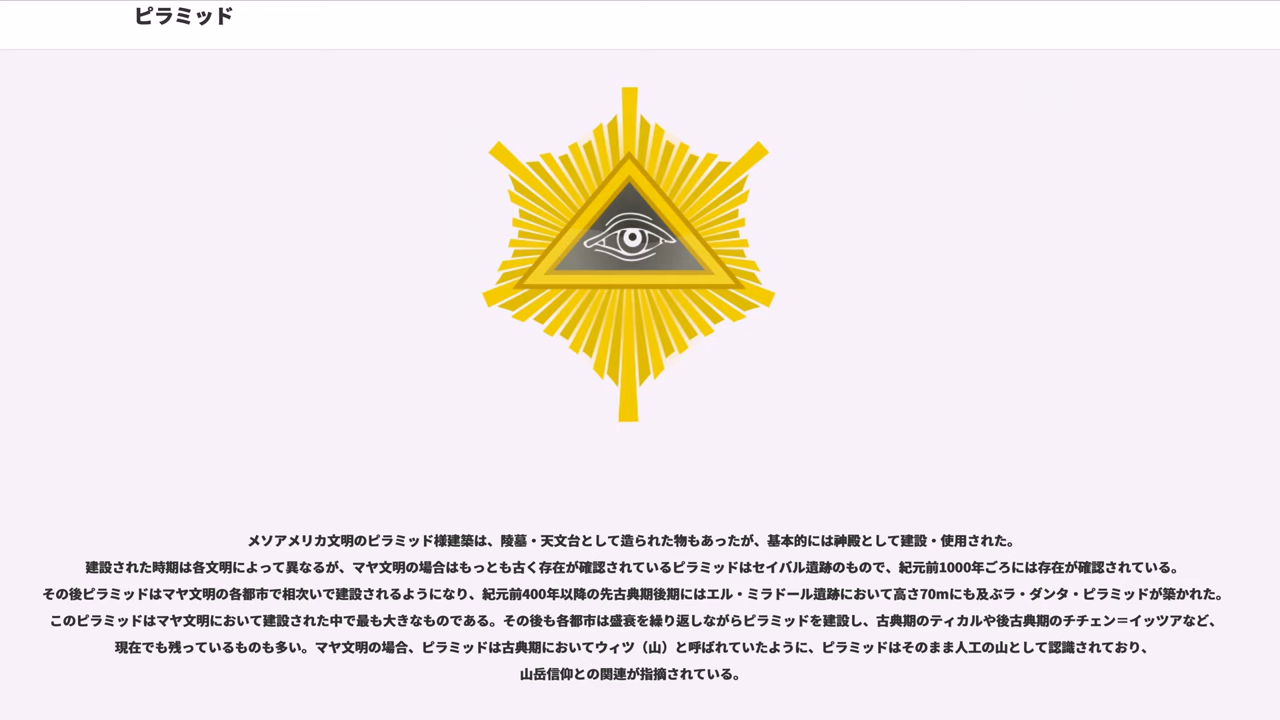 ピラミッド
メソアメリカ文明のピラミッド様建築は、陵墓・天文台として造られた物もあったが、基本的には神殿として建設・使用された。
建設された時期は各文明によって異なるが、マヤ文明の場合はもっとも古く存在が確認されているピラミッドはセイバル遺跡のもので、紀元前1000年ごろには存在が確認されている。
その後ピラミッドはマヤ文明の各都市で相次いで建設されるようになり、紀元前400年以降の先古典期後期にはエル・ミラドール遺跡において高さ70mにも及ぶラ・ダンタ・ピラミッドが築かれた。
このピラミッドはマヤ文明において建設された中で最も大きなものである。その後も各都市は盛衰を繰り返しながらピラミッドを建設し、古典期のティカルや後古典期のチチェン＝イッツアなど、
現在でも残っているものも多い。マヤ文明の場合、ピラミッドは古典期においてウィツ（山）と呼ばれていたように、ピラミッドはそのまま人工の山として認識されており、
山岳信仰との関連が指摘されている。